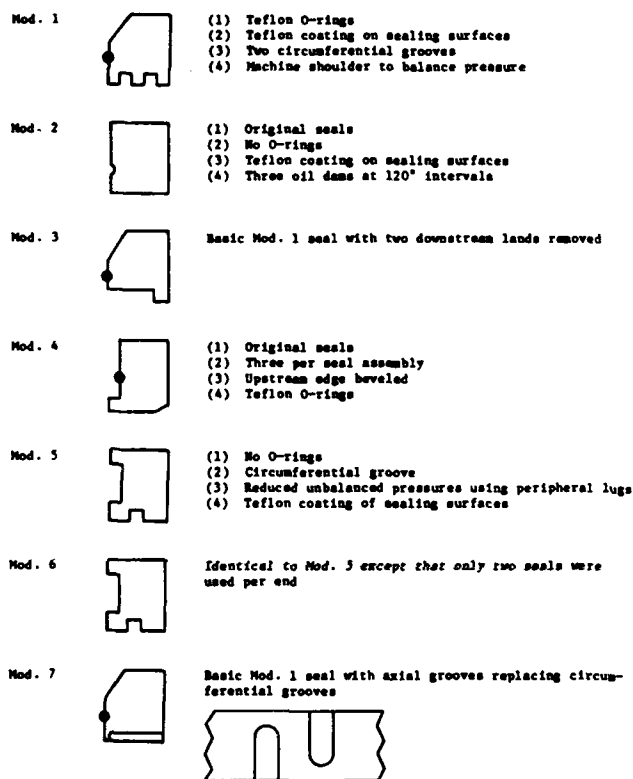 Mod. 1
(1) Teflon O-rings
(2) Teflon coating on sealing surfaces
(3) Two circumferential grooves
(4) Machine shoulder to balance pressure
Mod. 2
(1) Original seals
(2) No O-rings
(3) Teflon coating on sealing surfaces
(4) Three oil dams at 120° intervals
Mod. 3
Basic Mod. 1 seal with two downstream lands removed
Mod. 4
(1) Original seals
(2) Three per seal assembly
(3) Upstream edge beveled
(4) Teflon O-rings
Mod. 5
(1) No O-rings
(2) Circumferential groove
(3) Reduced unbalanced pressures using peripheral lugs
(4) Teflon coating of sealing surfaces
Mod. 6
Identical to Mod. 5 except that only two seals were
used per end
Mod. 7
Basic Mod. 1 seal with axial grooves replacing circum-
ferential grooves